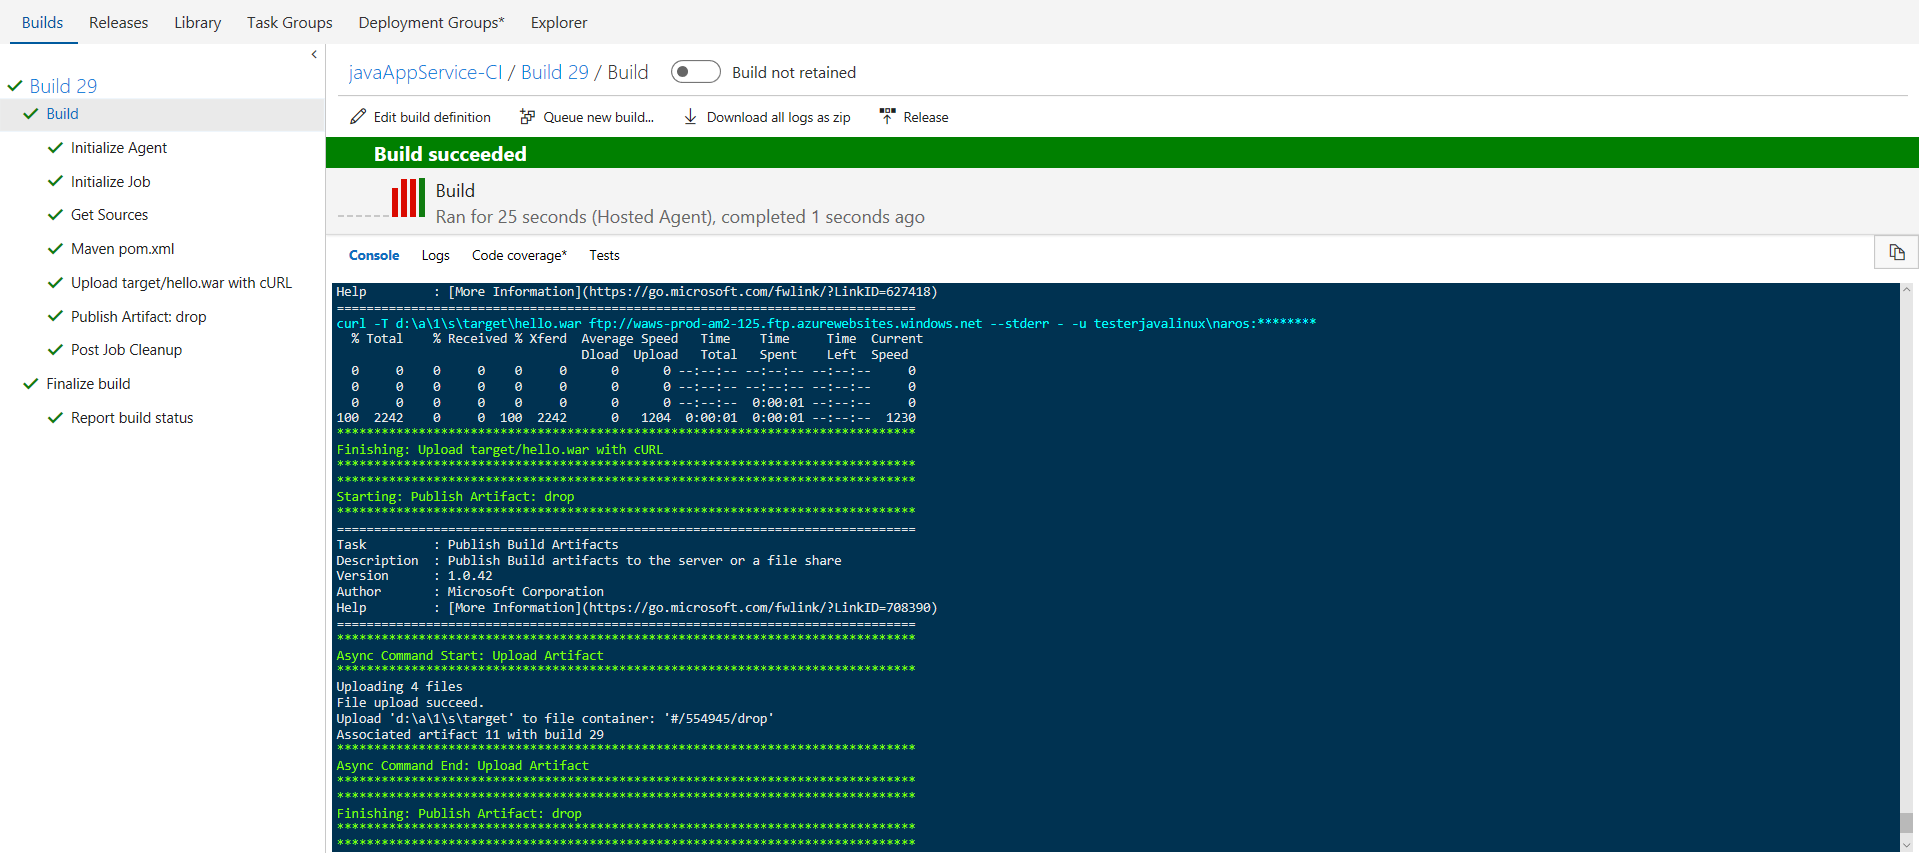 Builds Releases Library Task Groups Deployment Groups* Explorer
Build 29
Build
Initialize Agent
Initialize Job
Get Sources
Maven pom.xml
Upload target/hello.war with cURL
Publish Artifact: drop
Post Job Cleanup
Finalize build
Report build status
javaAppService-CI / Build 29 / Build Build not retained
Edit build definition Queue new build... Download all logs as zip Release
Build succeeded
Build
Ran for 25 seconds (Hosted Agent), completed 1 seconds ago
Console Logs Code coverage* Tests
Help         : [More Information](https://go.microsoft.com/fwlink/?LinkID=627418)
==============================================================================
curl -T d:\a\1\s\target\hello.war ftp://waws-prod-am2-125.ftp.azurewebsites.windows.net --stderr - -u testerjavalinux\naros:********
  % Total    % Received % Xferd  Average Speed   Time    Time     Time  Current
                                 Dload  Upload   Total   Spent    Left  Speed
  0     0    0     0    0     0      0      0 --:--:-- --:--:-- --:--:--     0
  0     0    0     0    0     0      0      0 --:--:-- --:--:-- --:--:--     0
  0     0    0     0    0     0      0      0 --:--:--  0:00:01 --:--:--     0
100  2242    0     0  100  2242      0   1204  0:00:01  0:00:01 --:--:--  1230
******************************************************************************
Finishing: Upload target/hello.war with cURL
******************************************************************************
******************************************************************************
Starting: Publish Artifact: drop
******************************************************************************
==============================================================================
Task         : Publish Build Artifacts
Description  : Publish Build artifacts to the server or a file share
Version      : 1.0.42
Author       : Microsoft Corporation
Help         : [More Information](https://go.microsoft.com/fwlink/?LinkID=708390)
==============================================================================
******************************************************************************
Async Command Start: Upload Artifact
******************************************************************************
Uploading 4 files
File upload succeed.
Upload 'd:\a\1\s\target' to file container: '#/554945/drop'
Associated artifact 11 with build 29
******************************************************************************
Async Command End: Upload Artifact
******************************************************************************
******************************************************************************
Finishing: Publish Artifact: drop
******************************************************************************
******************************************************************************